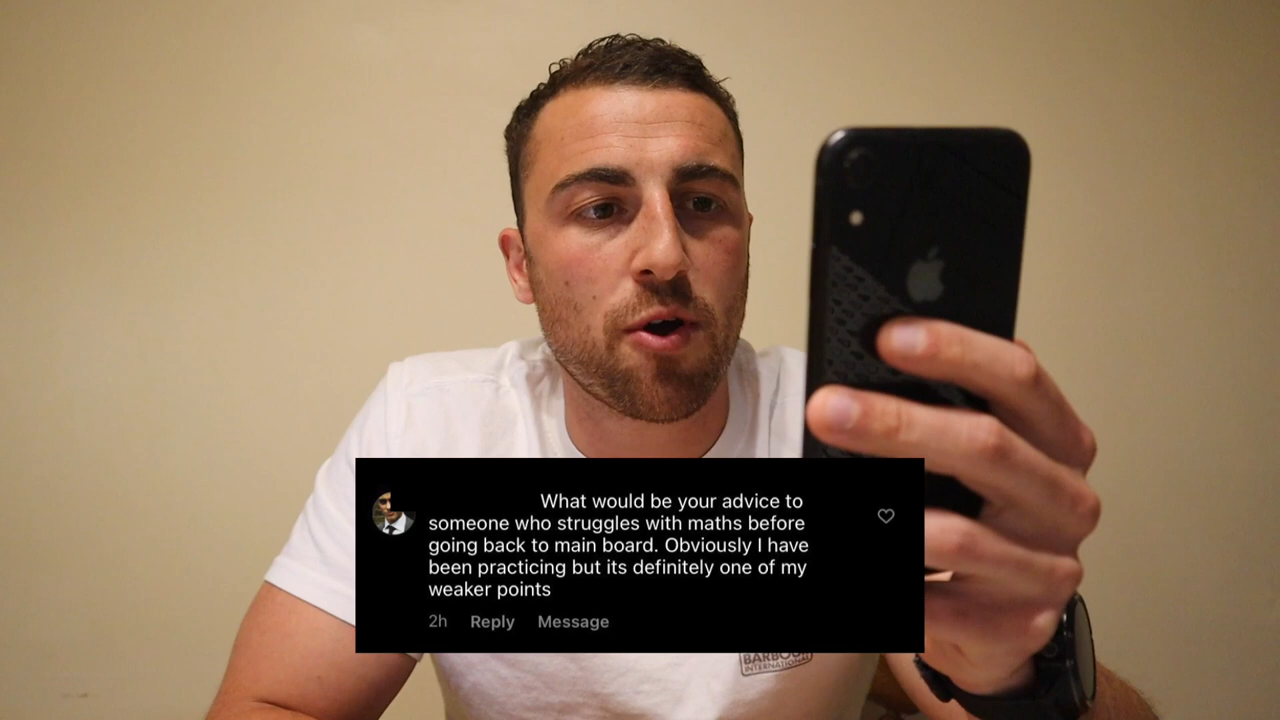 What would be your advice to
someone who struggles with maths before
going back to main board. Obviously I have
been practicing but its definitely one of my
weaker points
2h Reply Message
BARBOUR
INTERNATIONAL